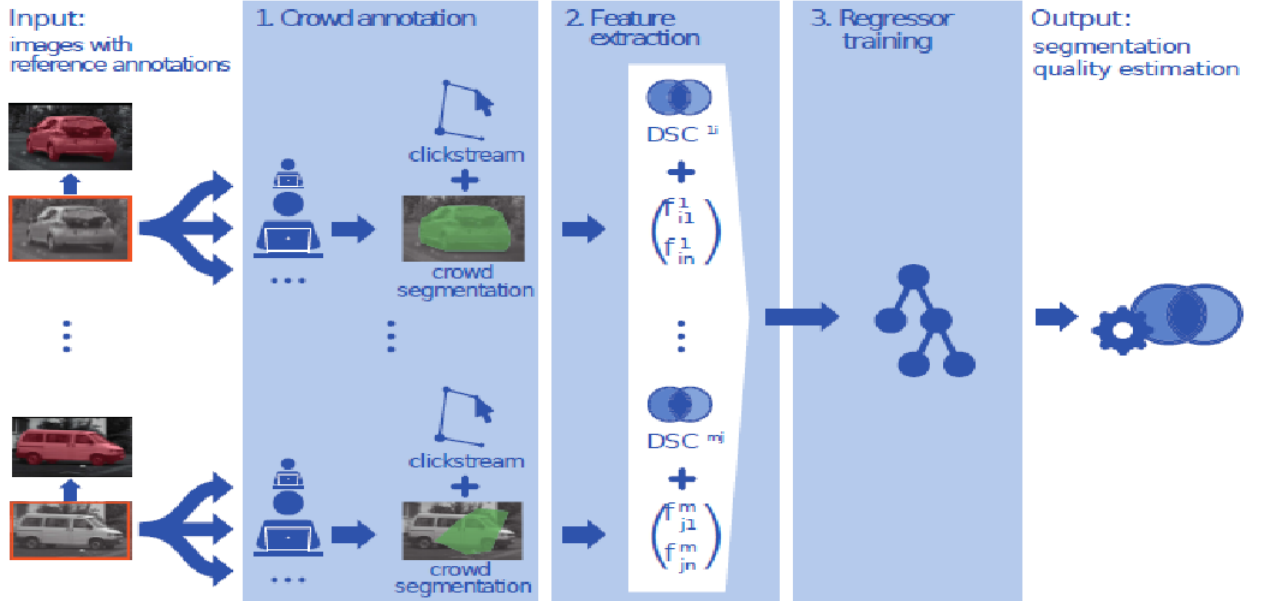 Input:
images with
reference annotations
1. Crowd annotation
2. Feature
extraction
3. Regressor
training
Output:
segmentation
quality estimation
clickstream
+
crowd
segmentation
...
DSC 1i
+
f 1 i1
f 1 in
clickstream
+
crowd
segmentation
...
DSC mj
+
f m j1
f m jn